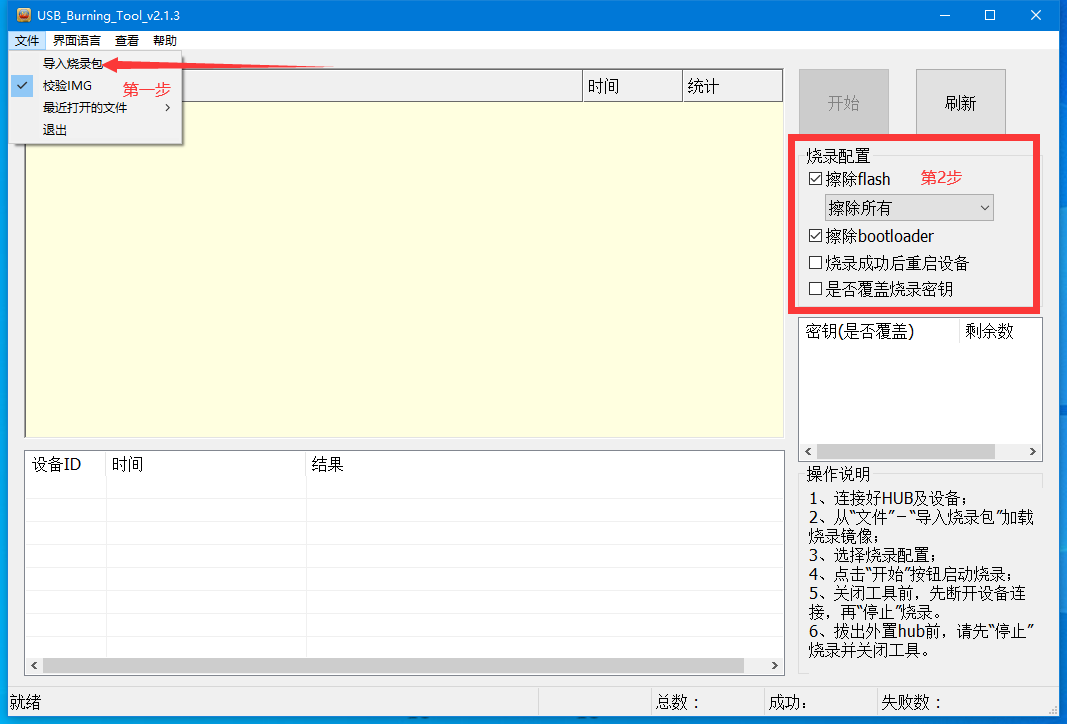 USB_Burning_Tool_v2.1.3
文件 界面语言 查看 帮助
导入烧录包
校验IMG
第一步
最近打开的文件
退出
时间 统计
开始 刷新
烧录配置
擦除flash
第2步
擦除所有
擦除bootloader
烧录成功后重启设备
是否覆盖烧录密钥
密钥(是否覆盖) 剩余数
设备ID 时间 结果
操作说明
1、连接好HUB及设备；
2、从“文件”－“导入烧录包”加载
烧录镜像；
3、选择烧录配置；
4、点击“开始”按钮启动烧录；
5、关闭工具前，先断开设备连
接，再“停止”烧录。
6、拔出外置hub前，请先“停止”
烧录并关闭工具。
就绪 总数： 成功： 失败数：